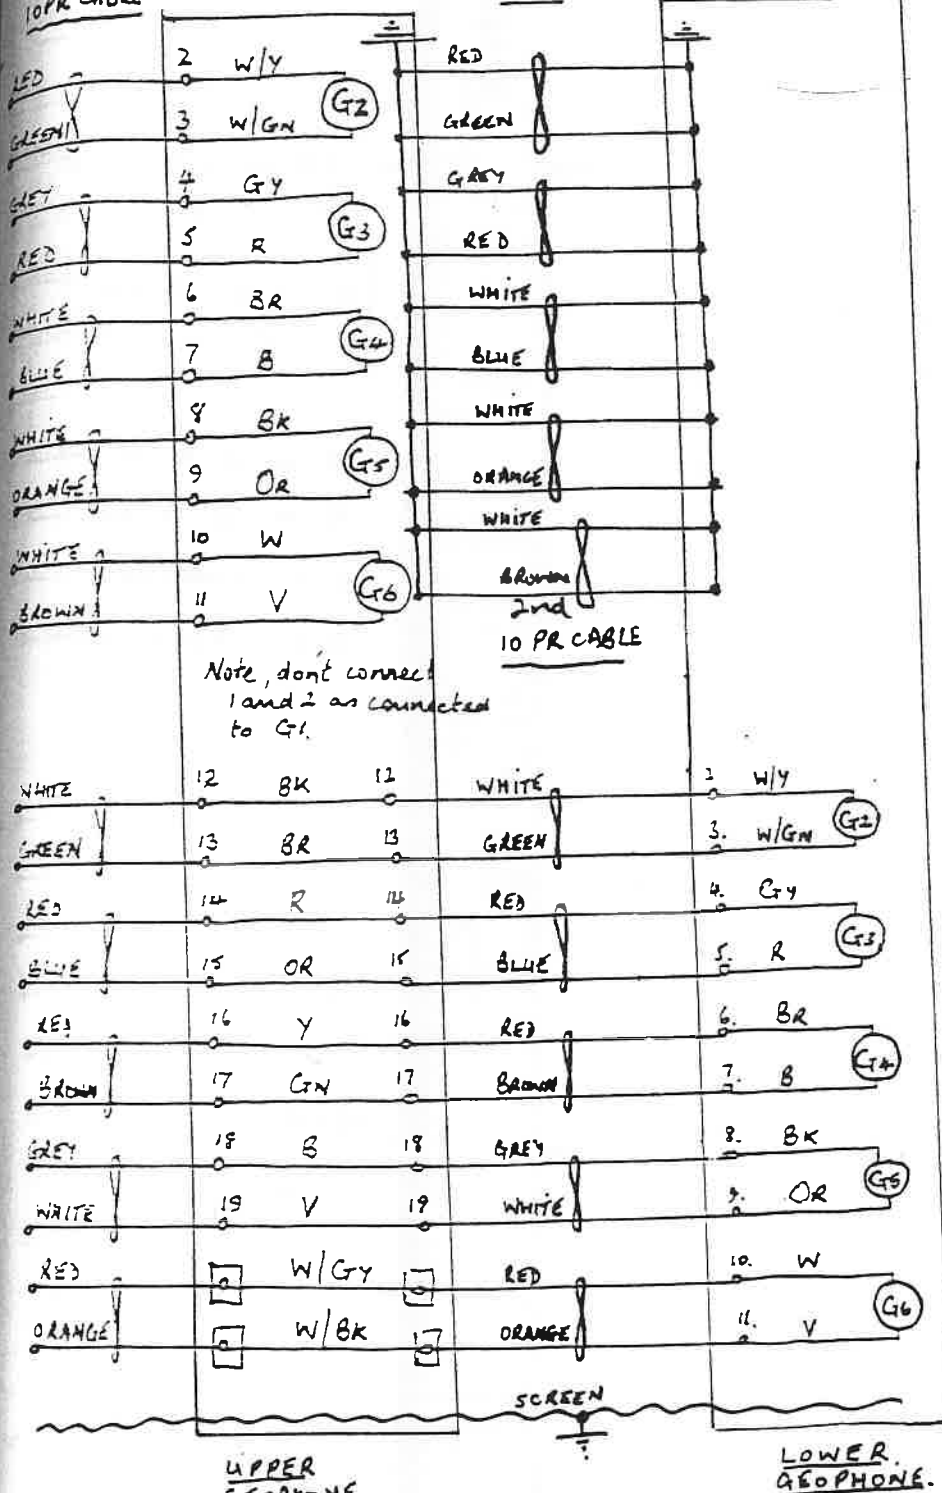 10PR CABLE
RED 2 W/Y G2 RED
GREEN 3 W/GN GREEN
GREY 4 GY G3 GREY
RED 5 R RED
WHITE 6 BR G4 WHITE
BLUE 7 B BLUE
WHITE 8 BK G5 WHITE
ORANGE 9 OR ORANGE
WHITE 10 W G6 WHITE
BROWN 11 V BROWN
2nd
10 PR CABLE
Note, don't connect
1 and 2 as connected
to G1.
WHITE 12 BK 12 WHITE 2 W/Y G2
GREEN 13 BR 13 GREEN 3. W/GN
RED 14 R 14 RED 4. GY G3
BLUE 15 OR 15 BLUE 5. R
RED 16 Y 16 RED 6. BR G4
BROWN 17 GN 17 BROWN 7. B
GREY 18 B 18 GREY 8. BK G5
WHITE 19 V 19 WHITE 9. OR
RED W/GY RED 10. W G6
ORANGE W/BK ORANGE 11. V
SCREEN
UPPER
GEOPHONE
LOWER.
GEOPHONE.